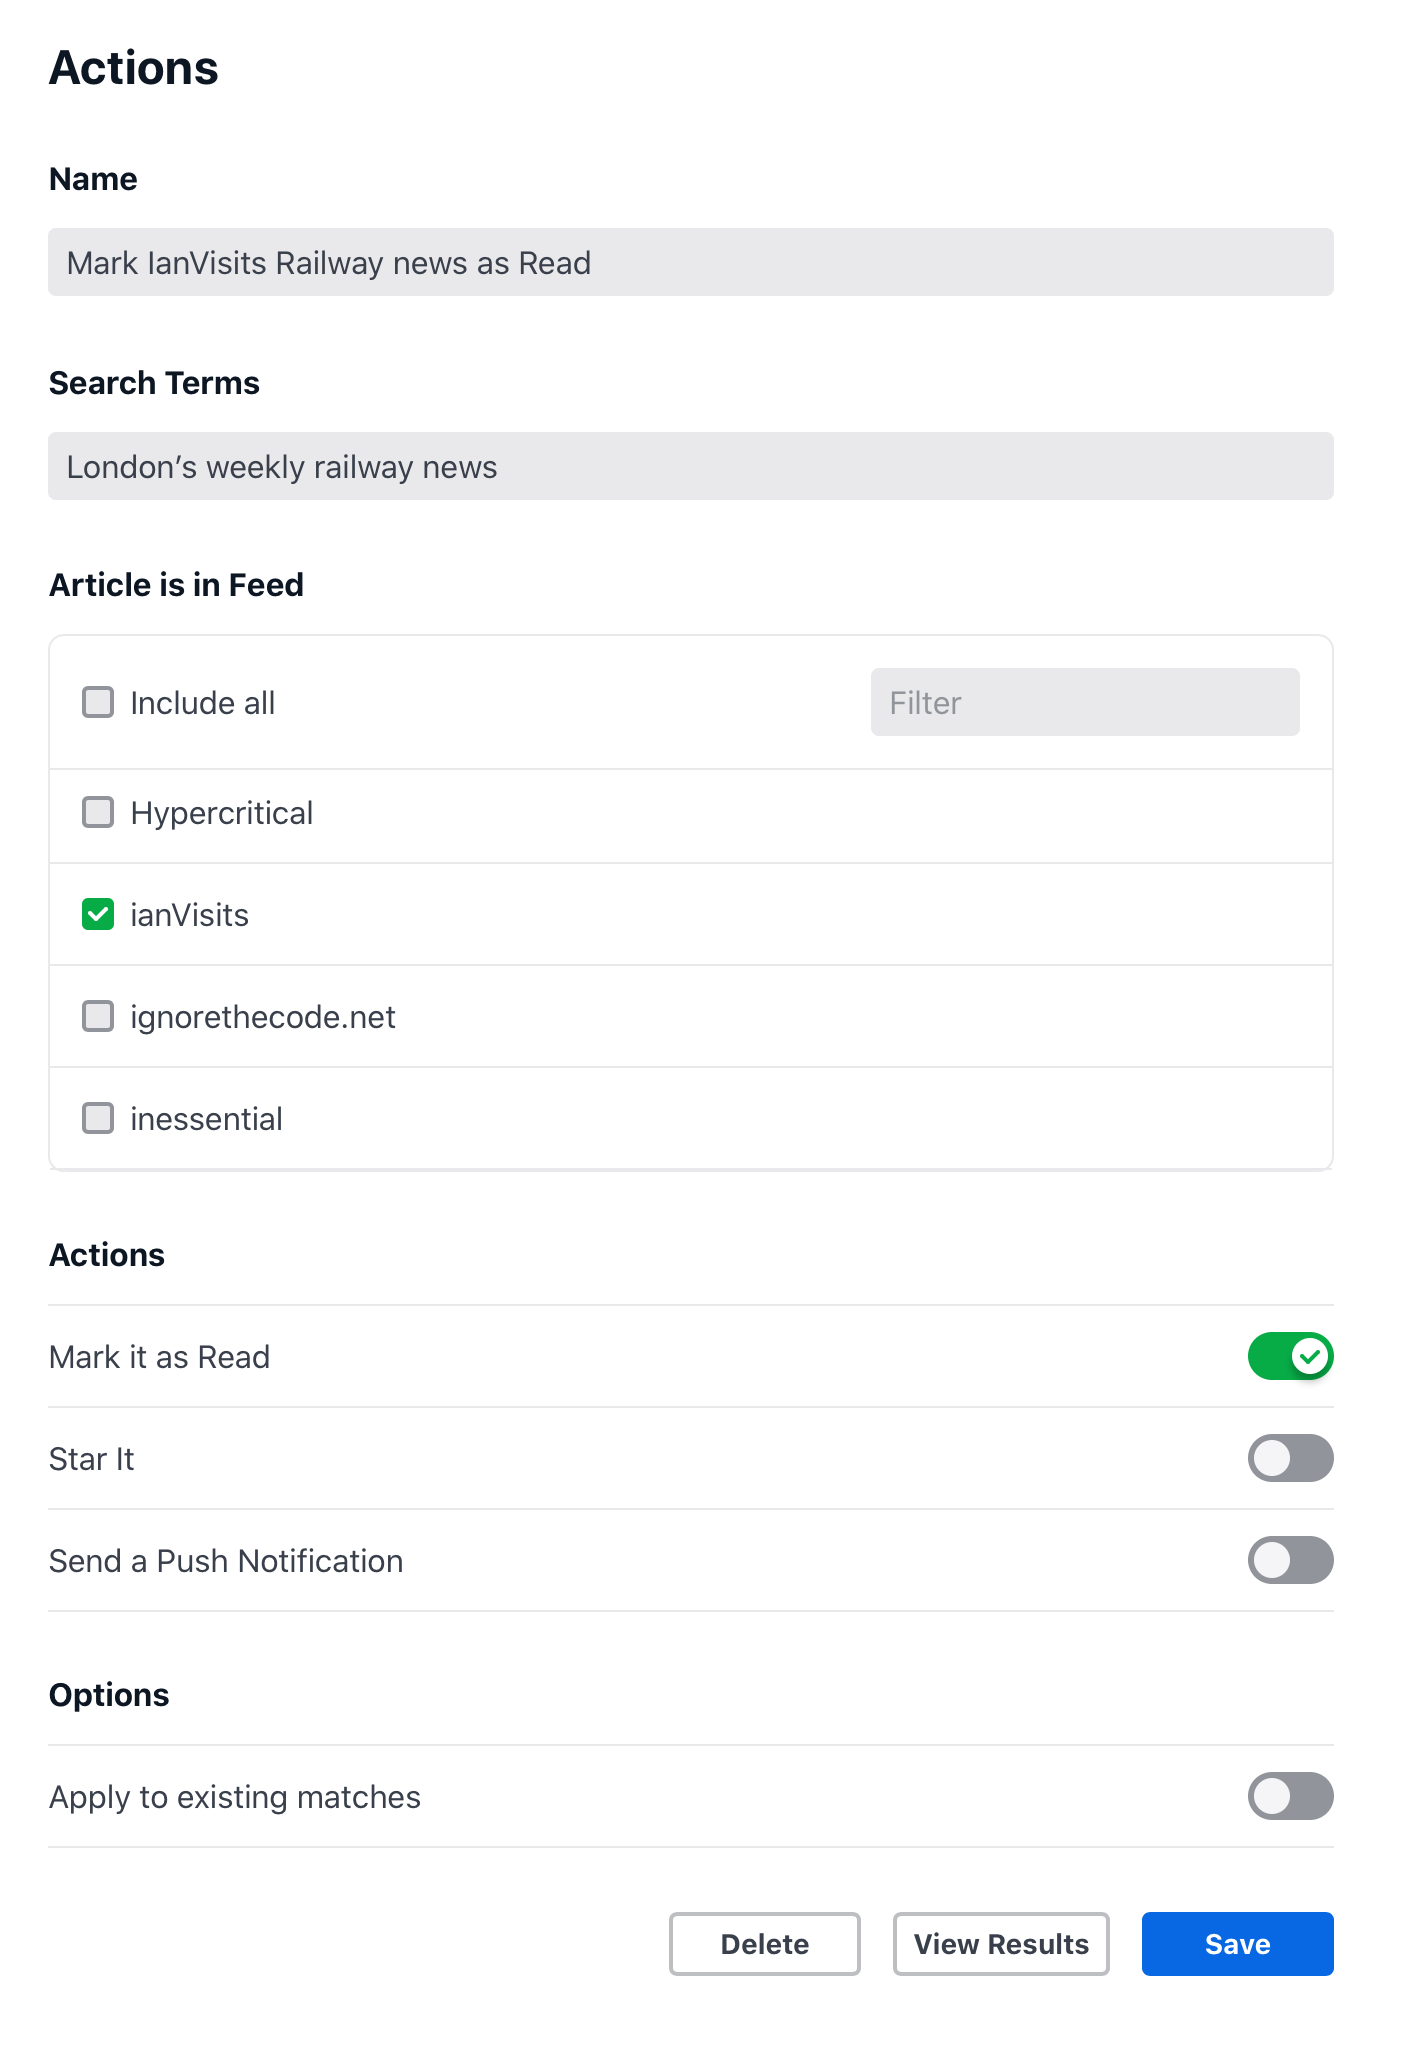 Actions
Name
Mark IanVisits Railway news as Read
Search Terms
London’s weekly railway news
Article is in Feed
Include all
Filter
Hypercritical
ianVisits
ignorethecode.net
inessential
Actions
Mark it as Read
Star It
Send a Push Notification
Options
Apply to existing matches
Delete
View Results
Save